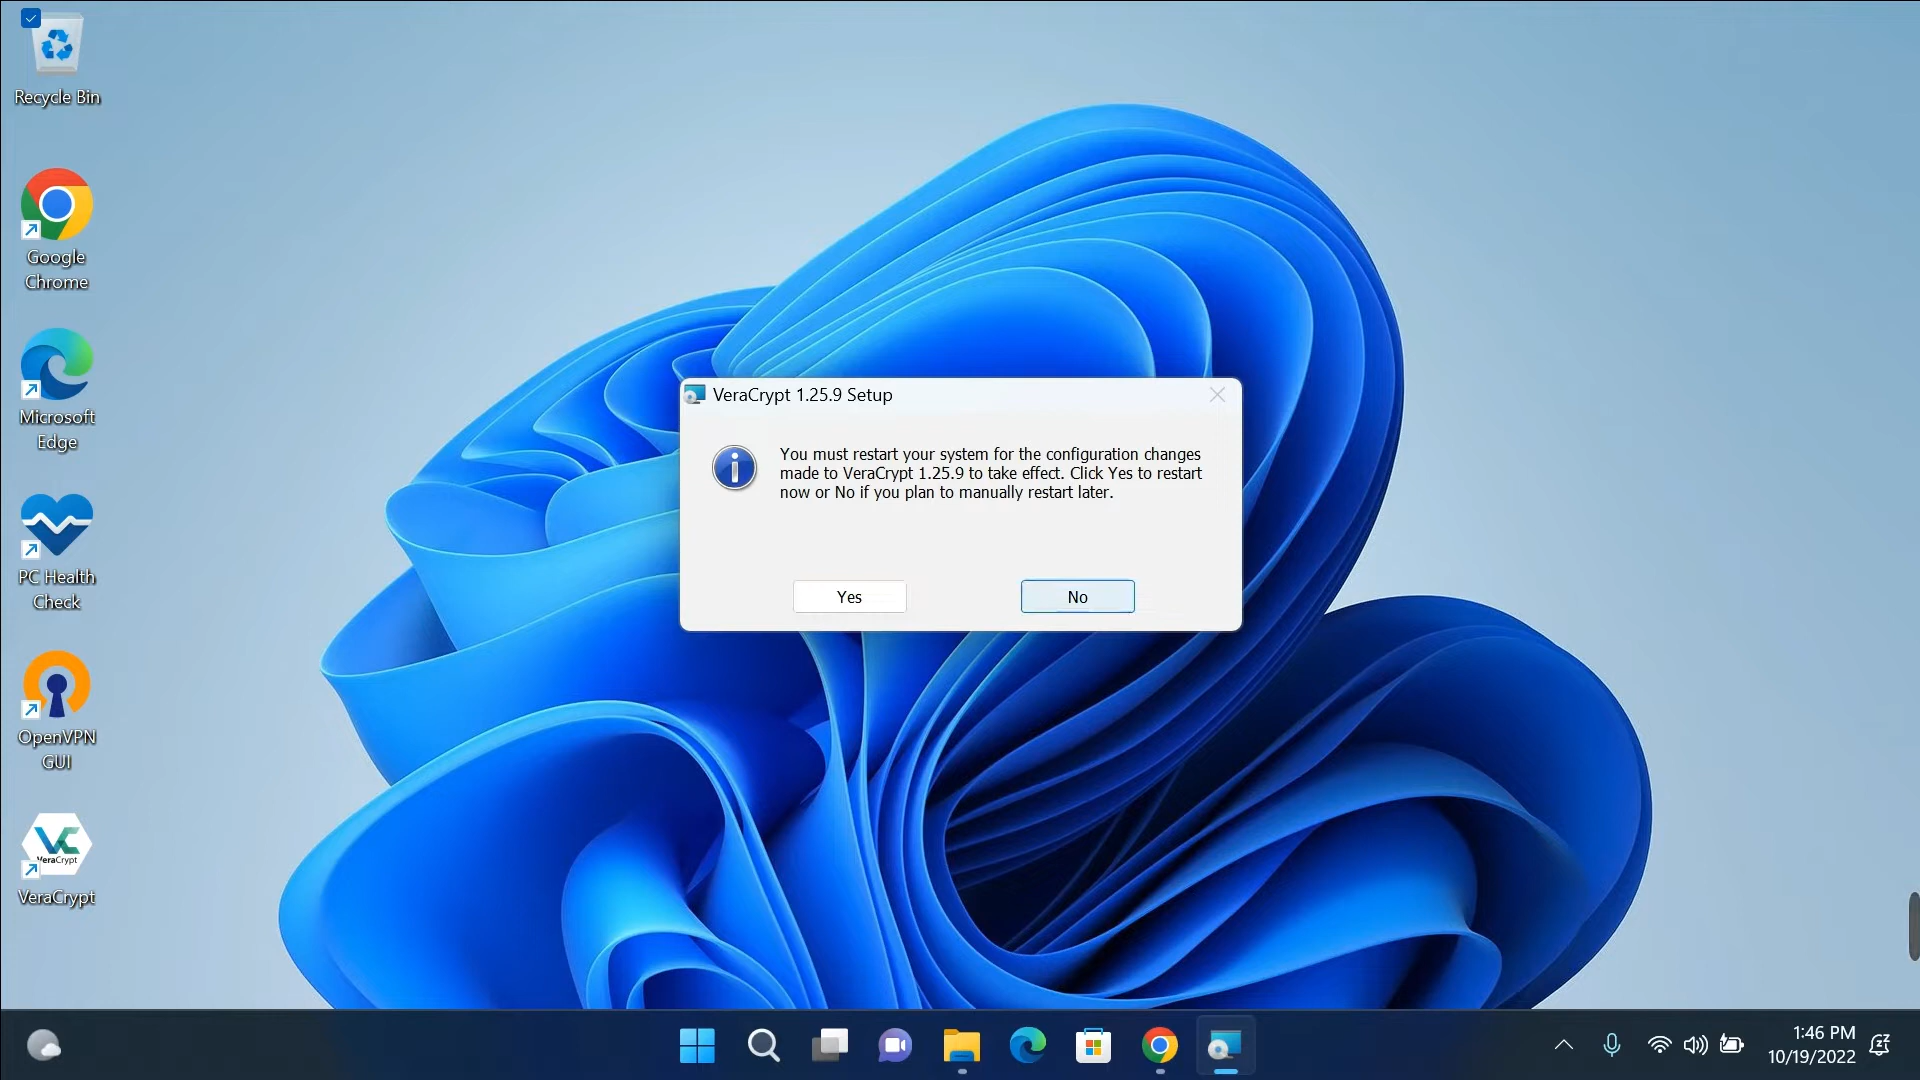 Recycle Bin
Google
Chrome
Microsoft
Edge
PC Health
Check
OpenVPN
GUI
VC
VeraCrypt
VeraCrypt
VeraCrypt 1.25.9 Setup
You must restart your system for the configuration changes
made to VeraCrypt 1.25.9 to take effect. Click Yes to restart
now or No if you plan to manually restart later.
Yes
No
1:46 PM
10/19/2022